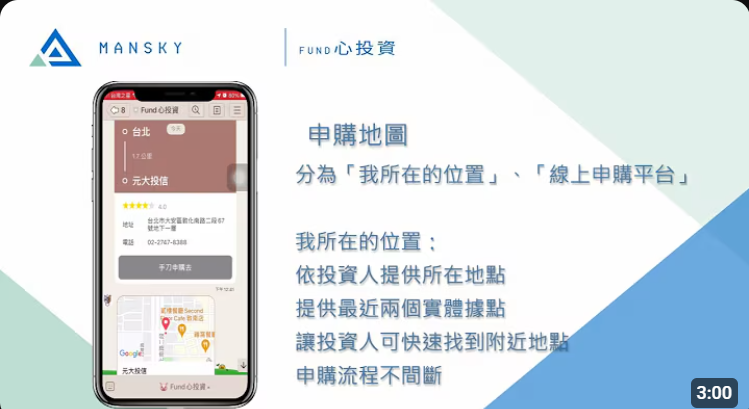 MANSKY
FUND心投資
申購地圖
分為「我所在的位置」、「線上申購平台」
我所在的位置：
依投資人提供所在地點
提供最近兩個實體據點
讓投資人可快速找到附近地點
申購流程不間斷
8
Fund心投資
今天
台北
1.7 公里
元大投信
4.0
地址
台北市大安區敦化南路二段67
號地下一層
電話
手刀申購去
Google
元大投信
Fund心投資
3:00